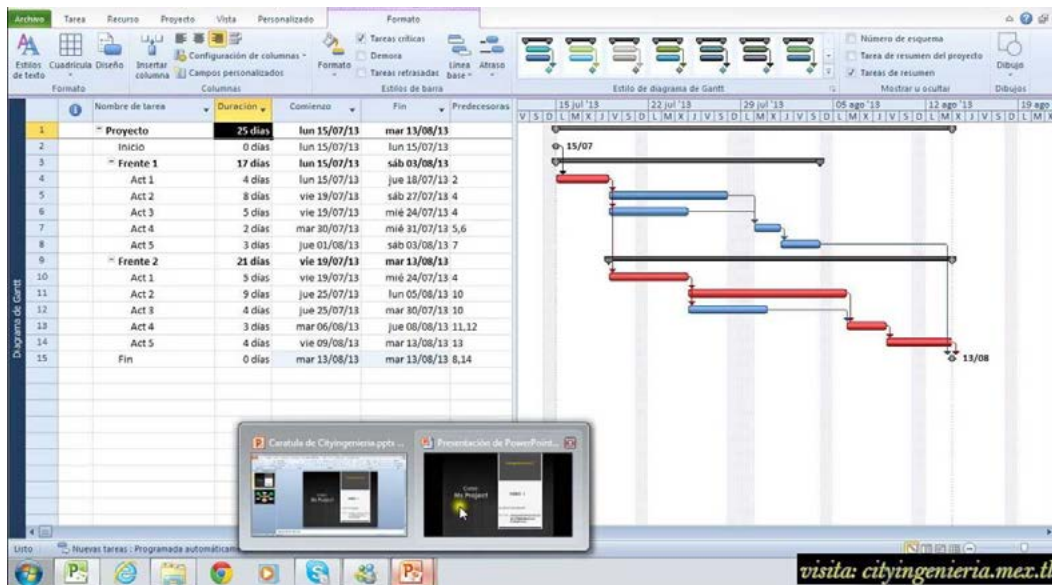 Archivo Tarea Recurso Proyecto Vista Personalizado Formato
Estilos de texto
Cuadrícula
Diseño
Insertar columna
Configuración de columnas
Campos personalizados
Formato
Tareas críticas
Demora
Tareas retrasadas
Línea base
Atraso
Número de esquema
Tarea de resumen del proyecto
Tareas de resumen
Dibujo
Formato Columnas Estilos de barra Estilo de diagrama de Gantt Mostrar u ocultar Dibujos
Nombre de tarea Duración Comienzo Fin Predecesoras
15 jul '13 22 jul '13 29 jul '13 05 ago '13 12 ago '13 19 ago
V S D L M X J V S D L M X J V S D L M X J V S D L M X J V S D L M X J V S D L M X
1 Proyecto 25 días lun 15/07/13 mar 13/08/13
2 Inicio 0 días lun 15/07/13 lun 15/07/13
15/07
3 Frente 1 17 días lun 15/07/13 sáb 03/08/13
4 Act 1 4 días lun 15/07/13 jue 18/07/13 2
5 Act 2 8 días vie 19/07/13 sáb 27/07/13 4
6 Act 3 5 días vie 19/07/13 mié 24/07/13 4
7 Act 4 2 días mar 30/07/13 mié 31/07/13 5,6
8 Act 5 3 días jue 01/08/13 sáb 03/08/13 7
9 Frente 2 21 días vie 19/07/13 mar 13/08/13
10 Act 1 5 días vie 19/07/13 mié 24/07/13 4
11 Act 2 9 días jue 25/07/13 lun 05/08/13 10
12 Act 3 4 días jue 25/07/13 mar 30/07/13 10
13 Act 4 3 días mar 06/08/13 jue 08/08/13 11,12
14 Act 5 4 días vie 09/08/13 mar 13/08/13 13
15 Fin 0 días mar 13/08/13 mar 13/08/13 8,14
13/08
Diagrama de Gantt
Caratula de Cityingenieria.pptx ...
Presentación de PowerPoint...
Ms Project
Ms Project
Listo Nuevas tareas : Programada automáticam
visita: cityingenieria.mex.tl